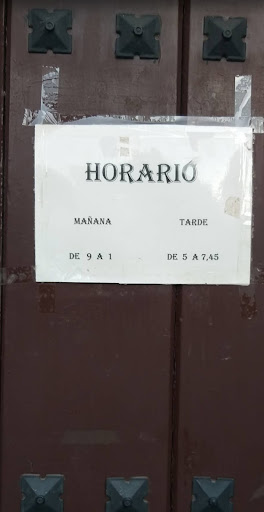 HORARIO
MAÑANA TARDE
DE 9 A 1 DE 5 A 7,45